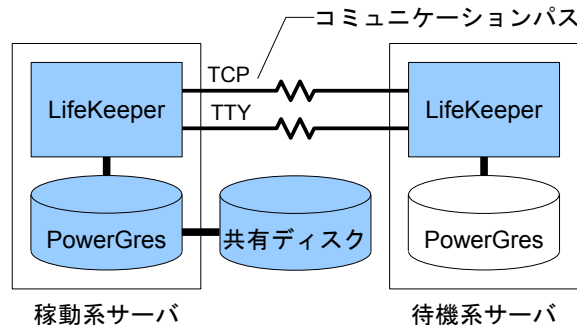 コミュニケーションパス
TCP
LifeKeeper
LifeKeeper
TTY
PowerGres
共有ディスク
PowerGres
稼動系サーバ
待機系サーバ